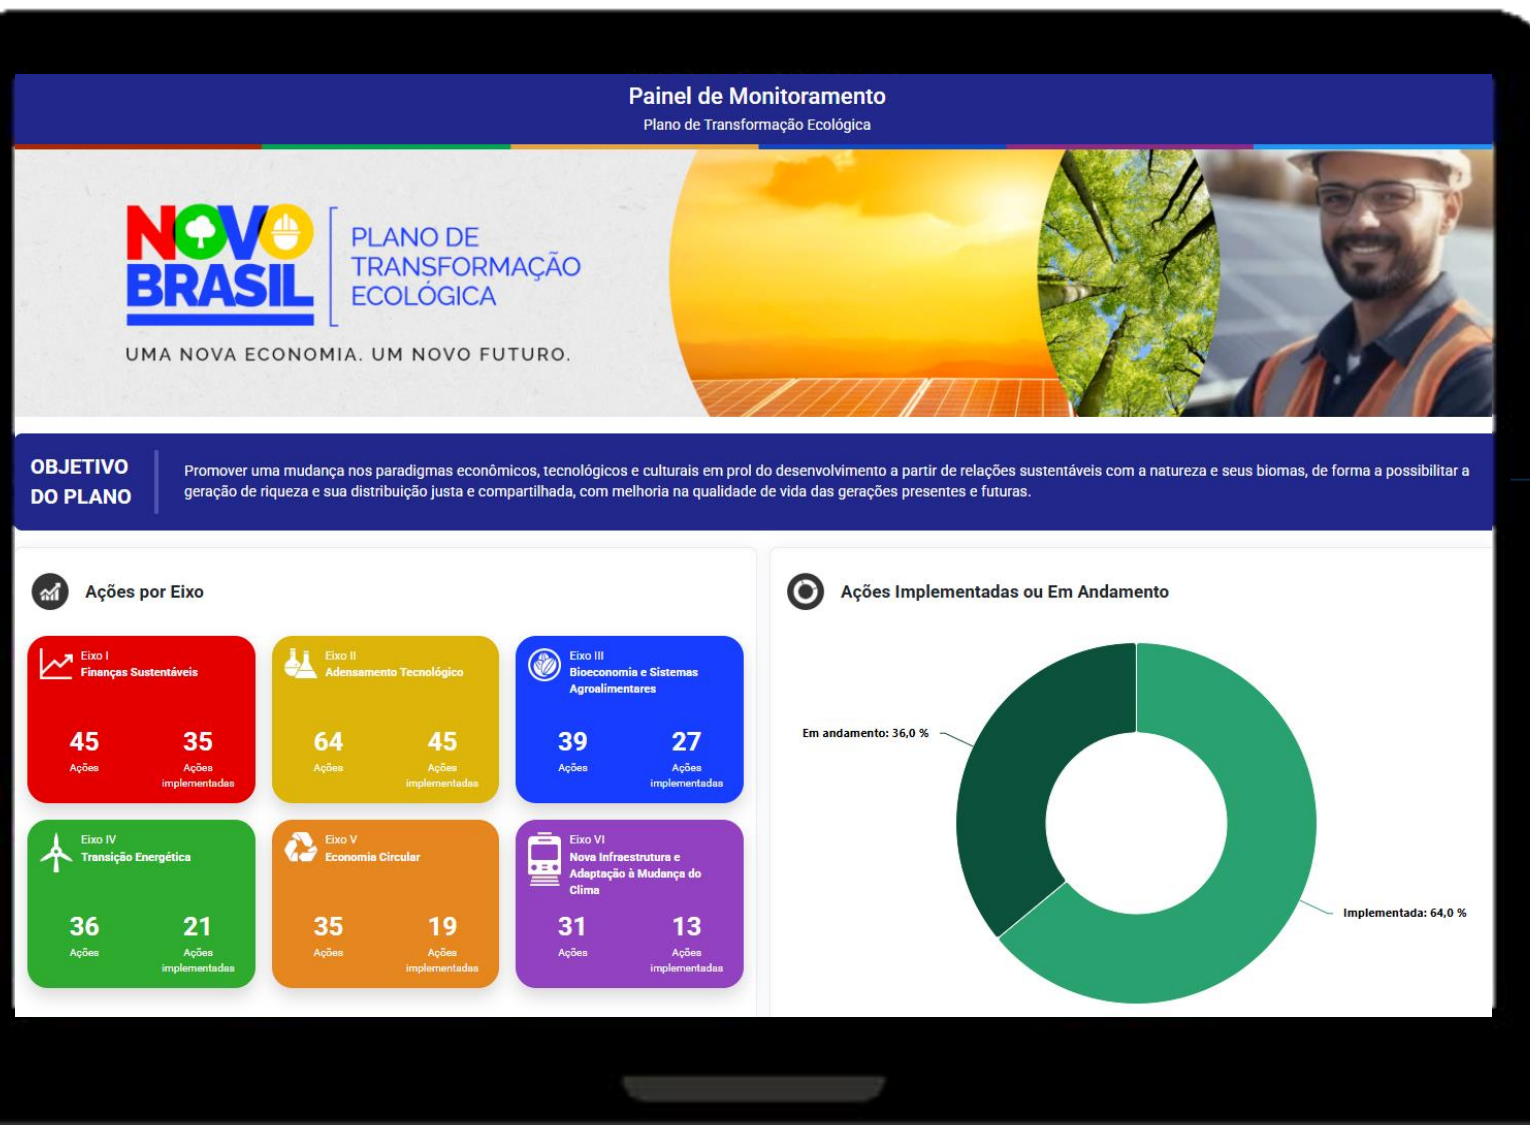 Painel de Monitoramento
Plano de Transformação Ecológica
NOVO
BRASIL
PLANO DE
TRANSFORMAÇÃO
ECOLÓGICA
UMA NOVA ECONOMIA. UM NOVO FUTURO.
OBJETIVO
DO PLANO
Promover uma mudança nos paradigmas econômicos, tecnológicos e culturais em prol do desenvolvimento a partir de relações sustentáveis com a natureza e seus biomas, de forma a possibilitar a
geração de riqueza e sua distribuição justa e compartilhada, com melhoria na qualidade de vida das gerações presentes e futuras.
Ações por Eixo
Eixo I
Finanças Sustentáveis
45
Ações
35
Ações
implementadas
Eixo II
Adensamento Tecnológico
64
Ações
45
Ações
implementadas
Eixo III
Bioeconomia e Sistemas
Agroalimentares
39
Ações
27
Ações
implementadas
Eixo IV
Transição Energética
36
Ações
21
Ações
implementadas
Eixo V
Economia Circular
35
Ações
19
Ações
implementadas
Eixo VI
Nova Infraestrutura e
Adaptação à Mudança do
Clima
31
Ações
13
Ações
implementadas
Ações Implementadas ou Em Andamento
Em andamento: 36,0 %
Implementada: 64,0 %